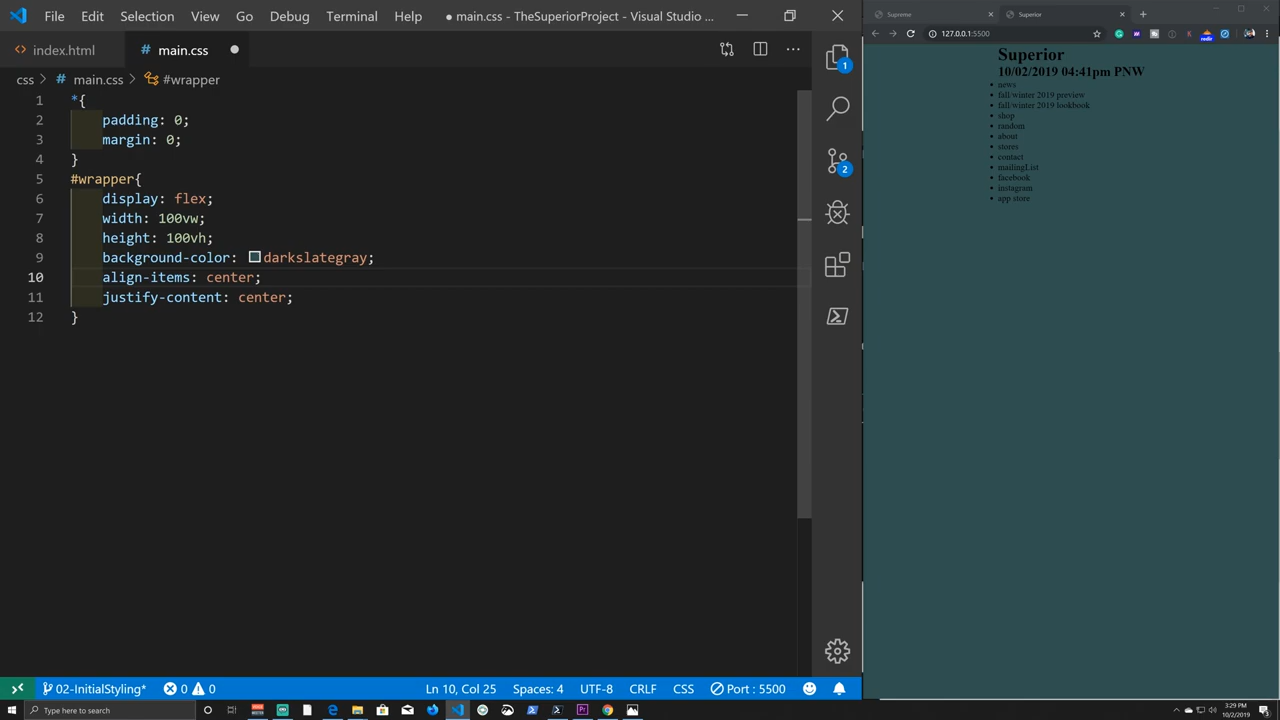 File Edit Selection View Go Debug Terminal Help ● main.css - TheSuperiorProject - Visual Studio ...
index.html main.css
css > # main.css > #wrapper
1 *{
2 padding: 0;
3 margin: 0;
4 }
5 #wrapper{
6 display: flex;
7 width: 100vw;
8 height: 100vh;
9 background-color: darkslategray;
10 align-items: center;
11 justify-content: center;
12 }
1
2
02-InitialStyling* 0 0 Ln 10, Col 25 Spaces: 4 UTF-8 CRLF CSS Port : 5500
Supreme Superior
127.0.0.1:5500
Superior
10/02/2019 04:41pm PNW
• news
• fall/winter 2019 preview
• fall/winter 2019 lookbook
• shop
• random
• about
• stores
• contact
• mailingList
• facebook
• instagram
• app store
Type here to search
3:29 PM
10/2/2019